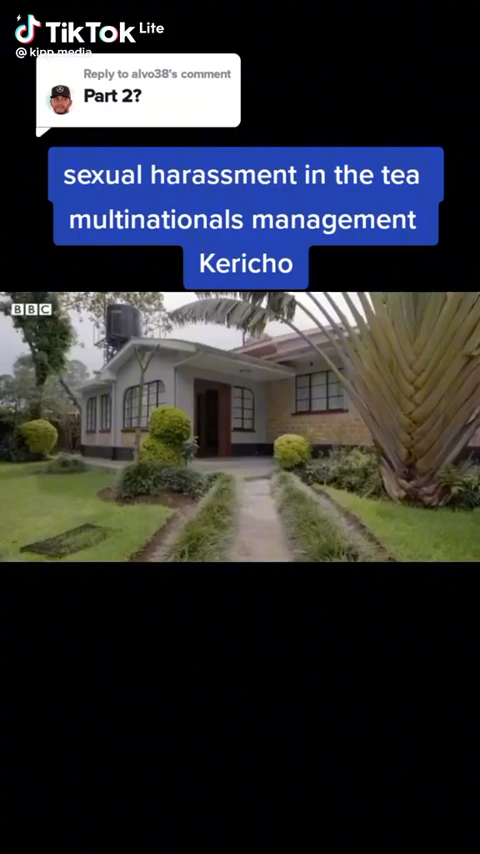 TikTok Lite
@ kipp.media
Reply to alvo38's comment
Part 2?
sexual harassment in the tea
multinationals management
Kericho
BBC